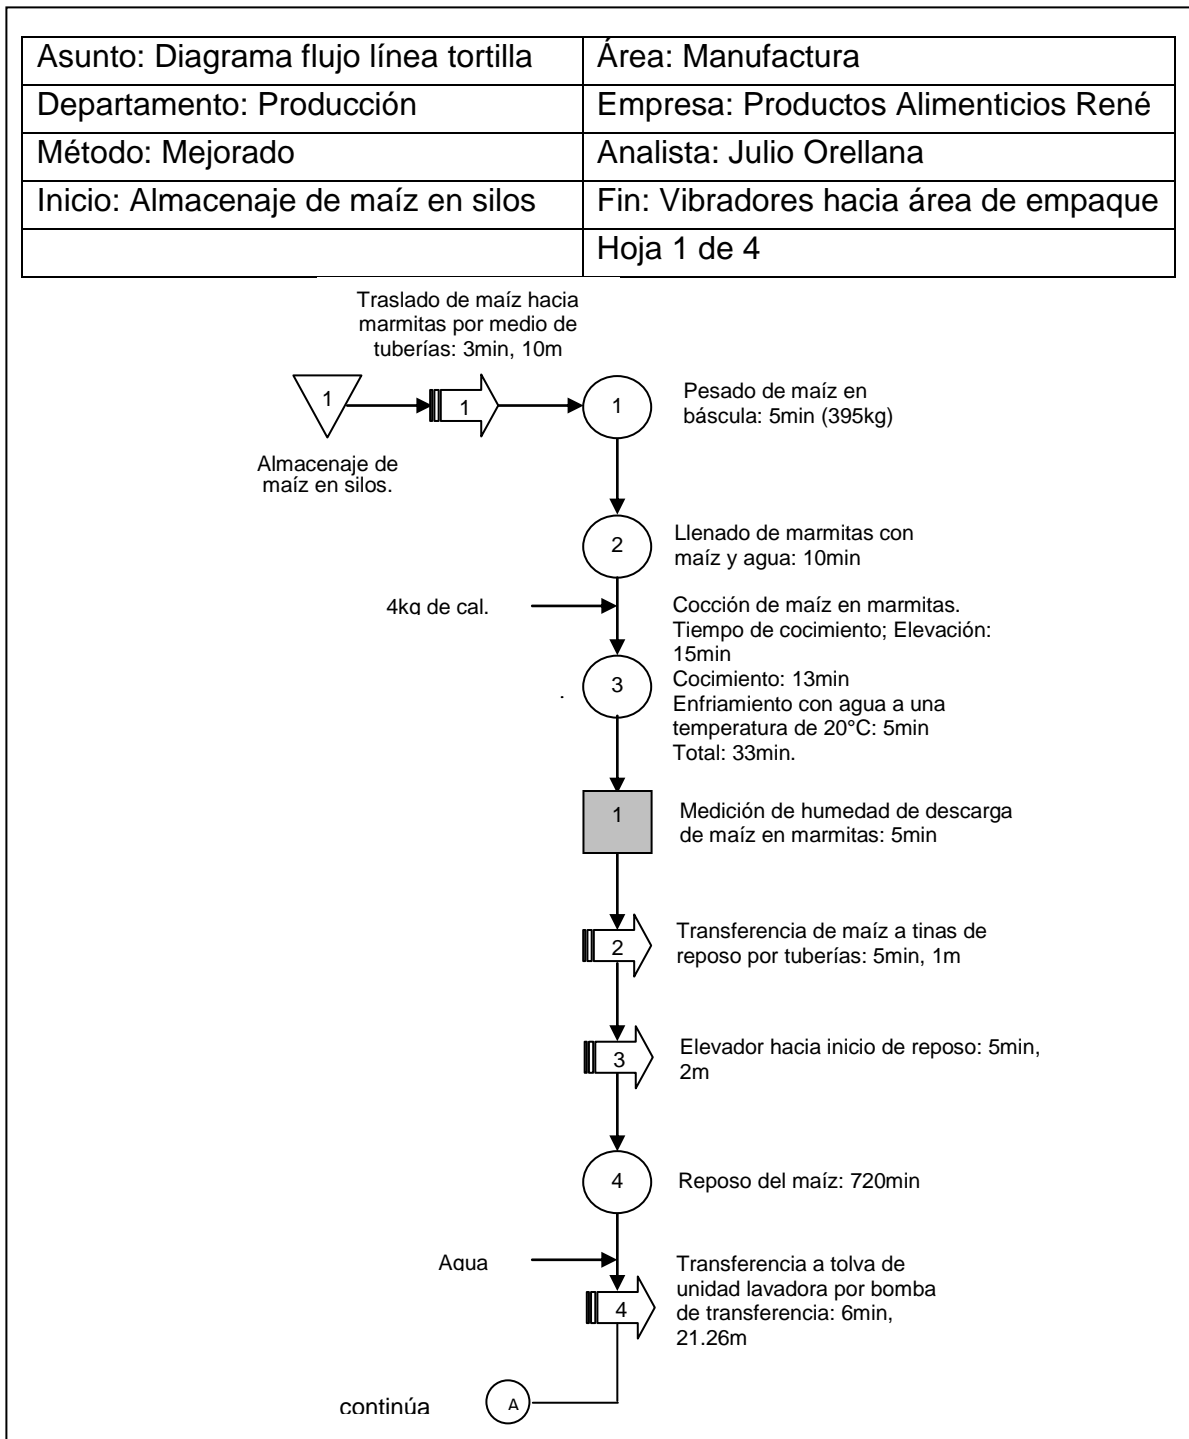 Asunto: Diagrama flujo línea tortilla
Área: Manufactura
Departamento: Producción
Empresa: Productos Alimenticios René
Método: Mejorado
Analista: Julio Orellana
Inicio: Almacenaje de maíz en silos
Fin: Vibradores hacia área de empaque
Hoja 1 de 4
Traslado de maíz hacia
marmitas por medio de
tuberías: 3min, 10m
1
1
1
Pesado de maíz en
báscula: 5min (395kg)
Almacenaje de
maíz en silos.
2
Llenado de marmitas con
maíz y agua: 10min
4kg de cal.
Cocción de maíz en marmitas.
Tiempo de cocimiento; Elevación:
15min
Cocimiento: 13min
Enfriamiento con agua a una
temperatura de 20°C: 5min
Total: 33min.
.
3
1
Medición de humedad de descarga
de maíz en marmitas: 5min
2
Transferencia de maíz a tinas de
reposo por tuberías: 5min, 1m
3
Elevador hacia inicio de reposo: 5min,
2m
4
Reposo del maíz: 720min
Agua
4
Transferencia a tolva de
unidad lavadora por bomba
de transferencia: 6min,
21.26m
continúa
A